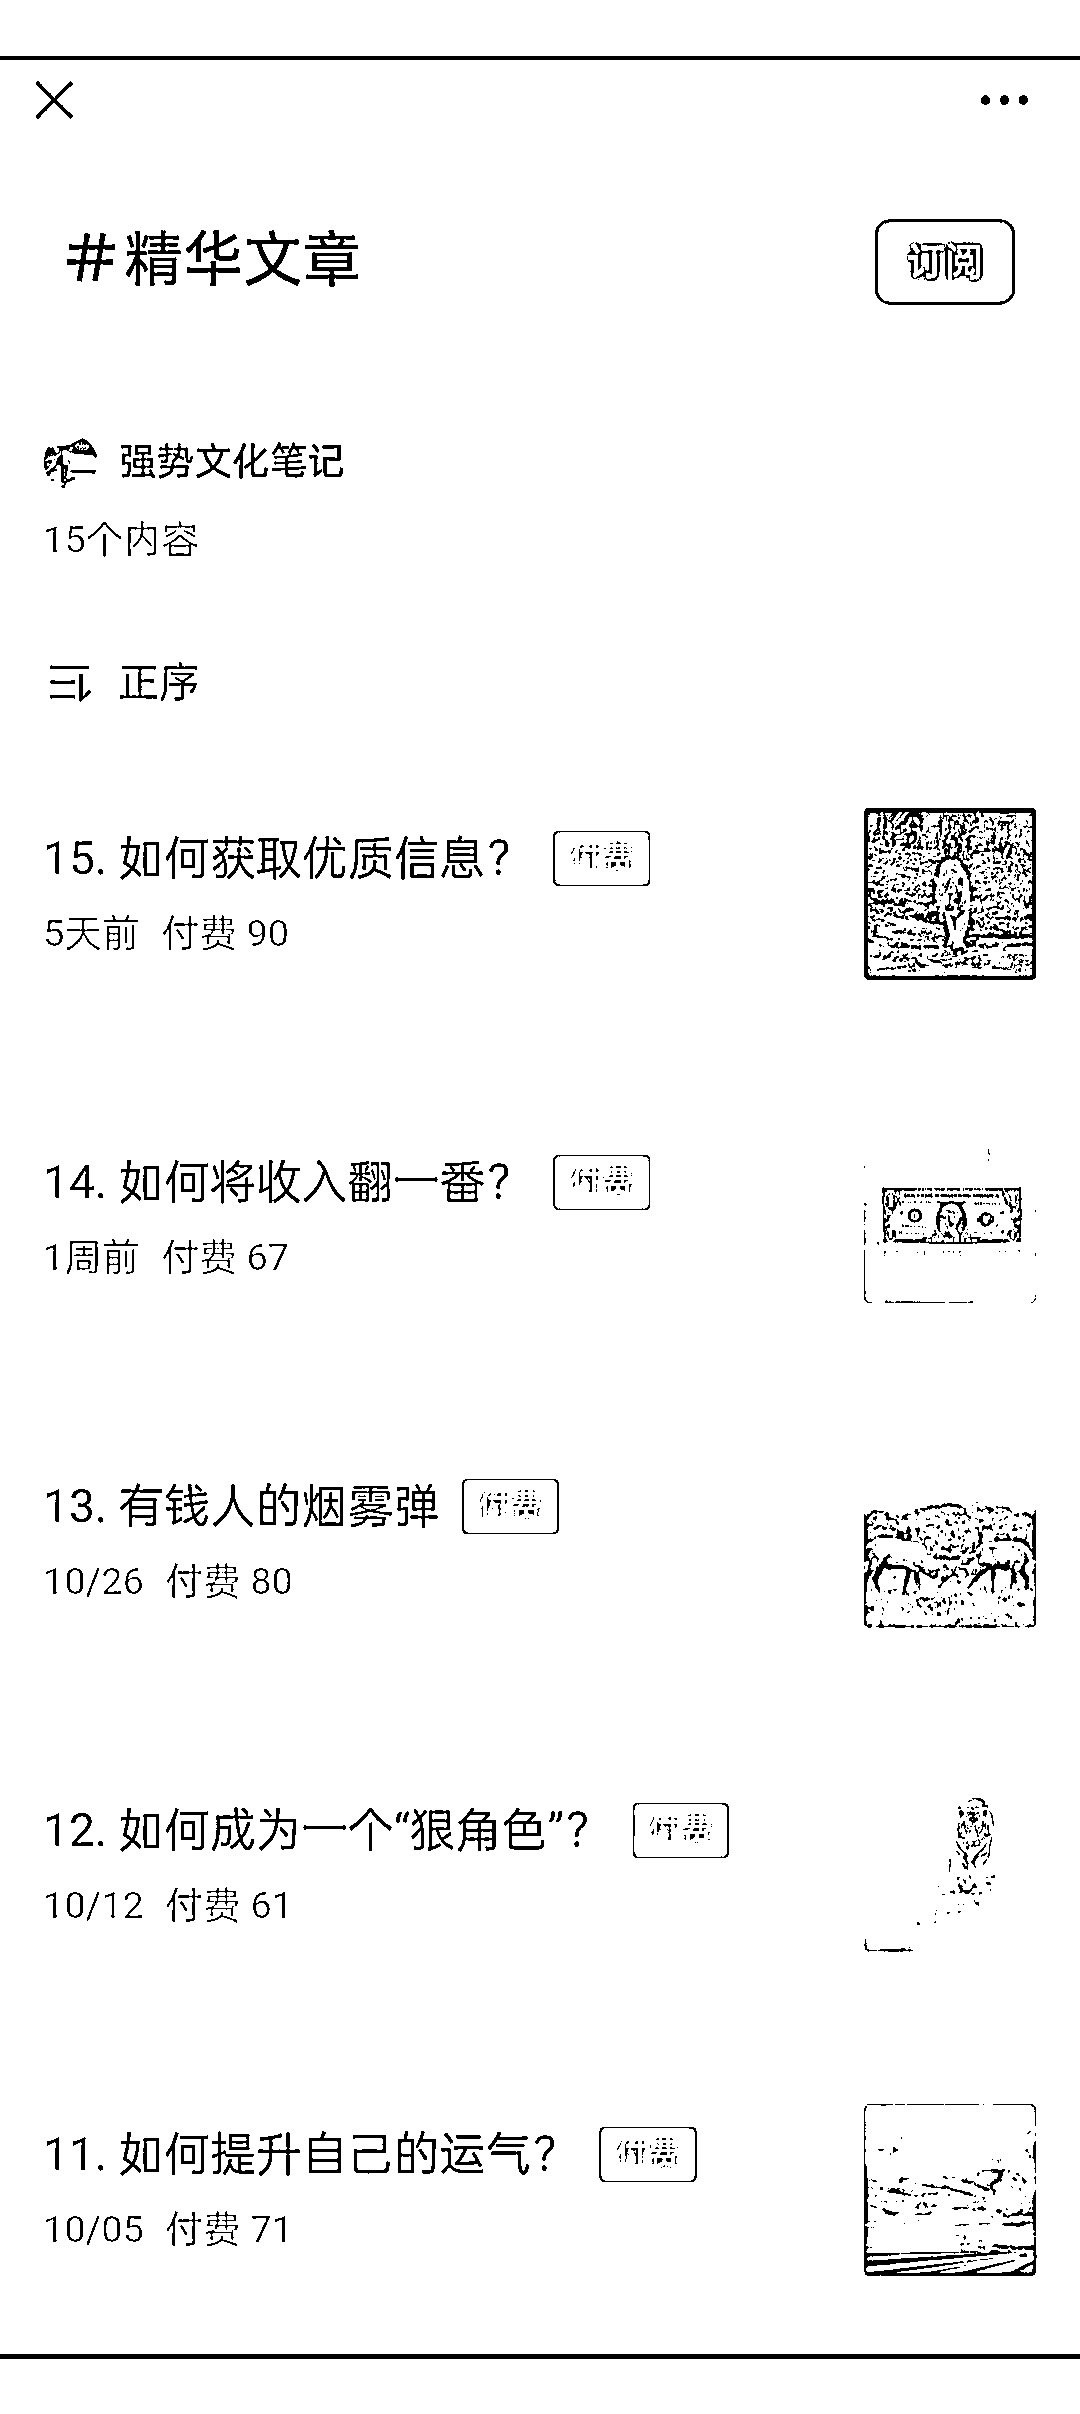 #精华文章
订阅
强势文化笔记
15个内容
正序
15. 如何获取优质信息? 付费
5天前 付费 90
14. 如何将收入翻一番? 付费
1周前 付费 67
13. 有钱人的烟雾弹 付费
10/26 付费 80
12. 如何成为一个“狠角色”? 付费
10/12 付费 61
11. 如何提升自己的运气? 付费
10/05 付费 71